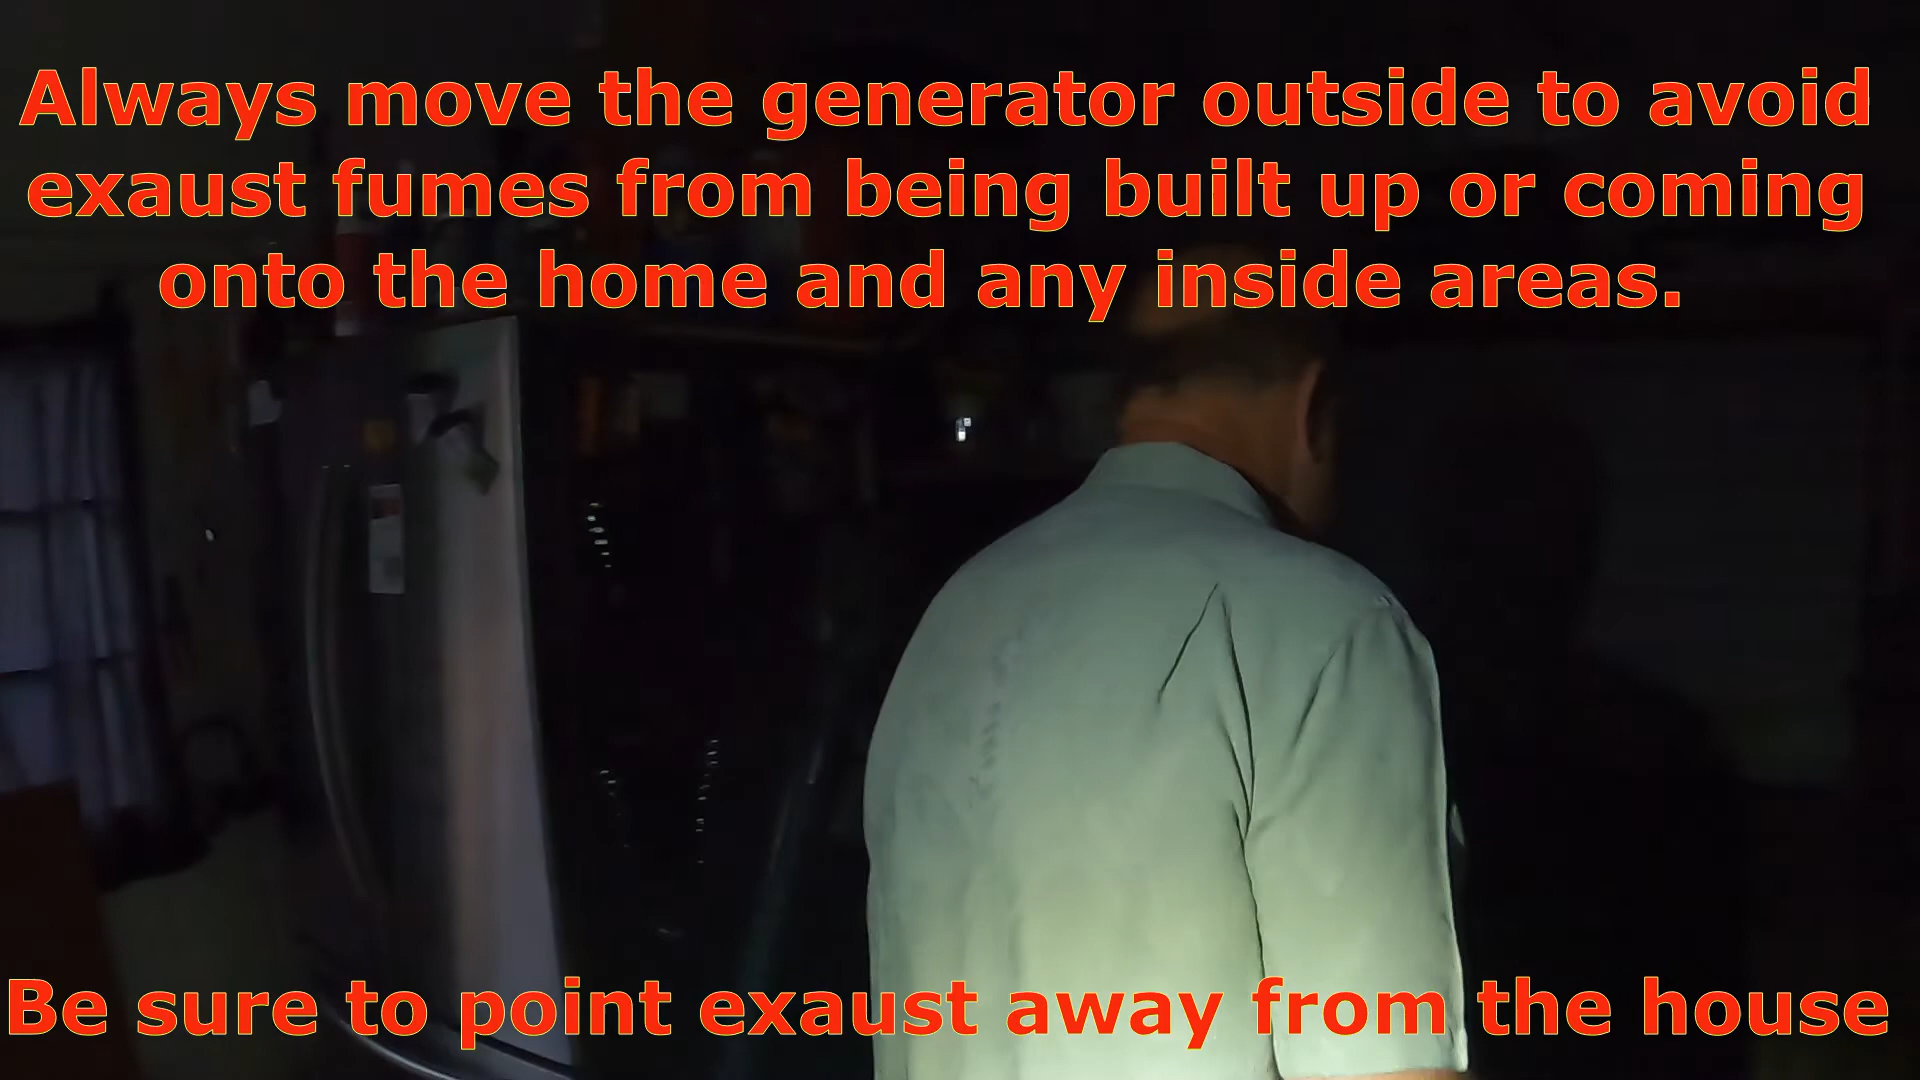 Always move the generator outside to avoid
exaust fumes from being built up or coming
onto the home and any inside areas.
Be sure to point exaust away from the house